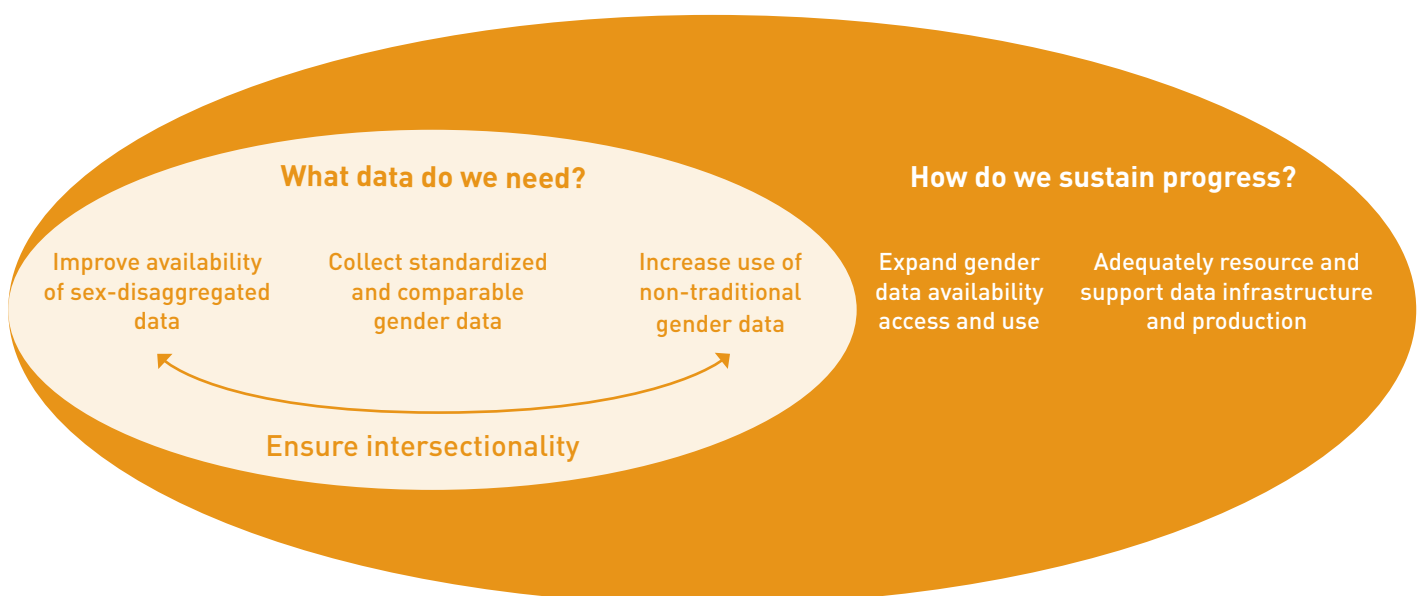 What data do we need?
Improve availability
of sex-disaggregated
data
Collect standardized
and comparable
gender data
Increase use of
non-traditional
gender data
Ensure intersectionality
How do we sustain progress?
Expand gender
data availability
access and use
Adequately resource and
support data infrastructure
and production